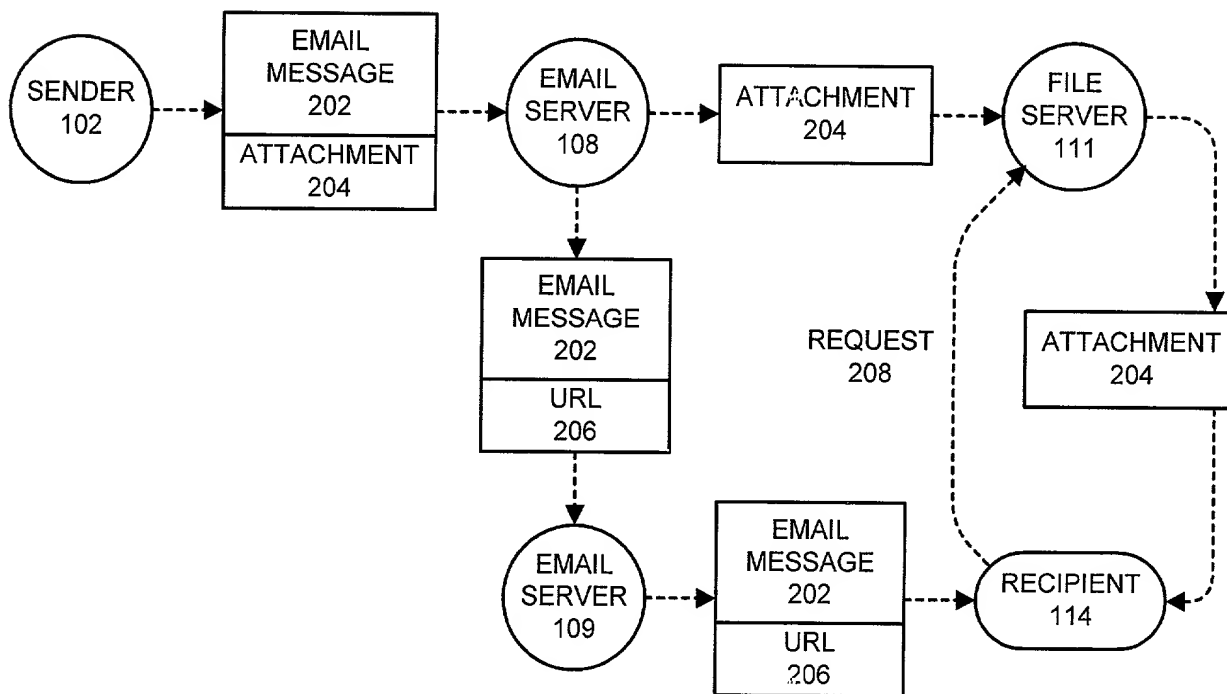 SENDER
102
EMAIL
MESSAGE
202
ATTACHMENT
204
EMAIL
SERVER
108
ATTACHMENT
204
FILE
SERVER
111
EMAIL
MESSAGE
202
URL
206
REQUEST
208
ATTACHMENT
204
EMAIL
SERVER
109
EMAIL
MESSAGE
202
URL
206
RECIPIENT
114